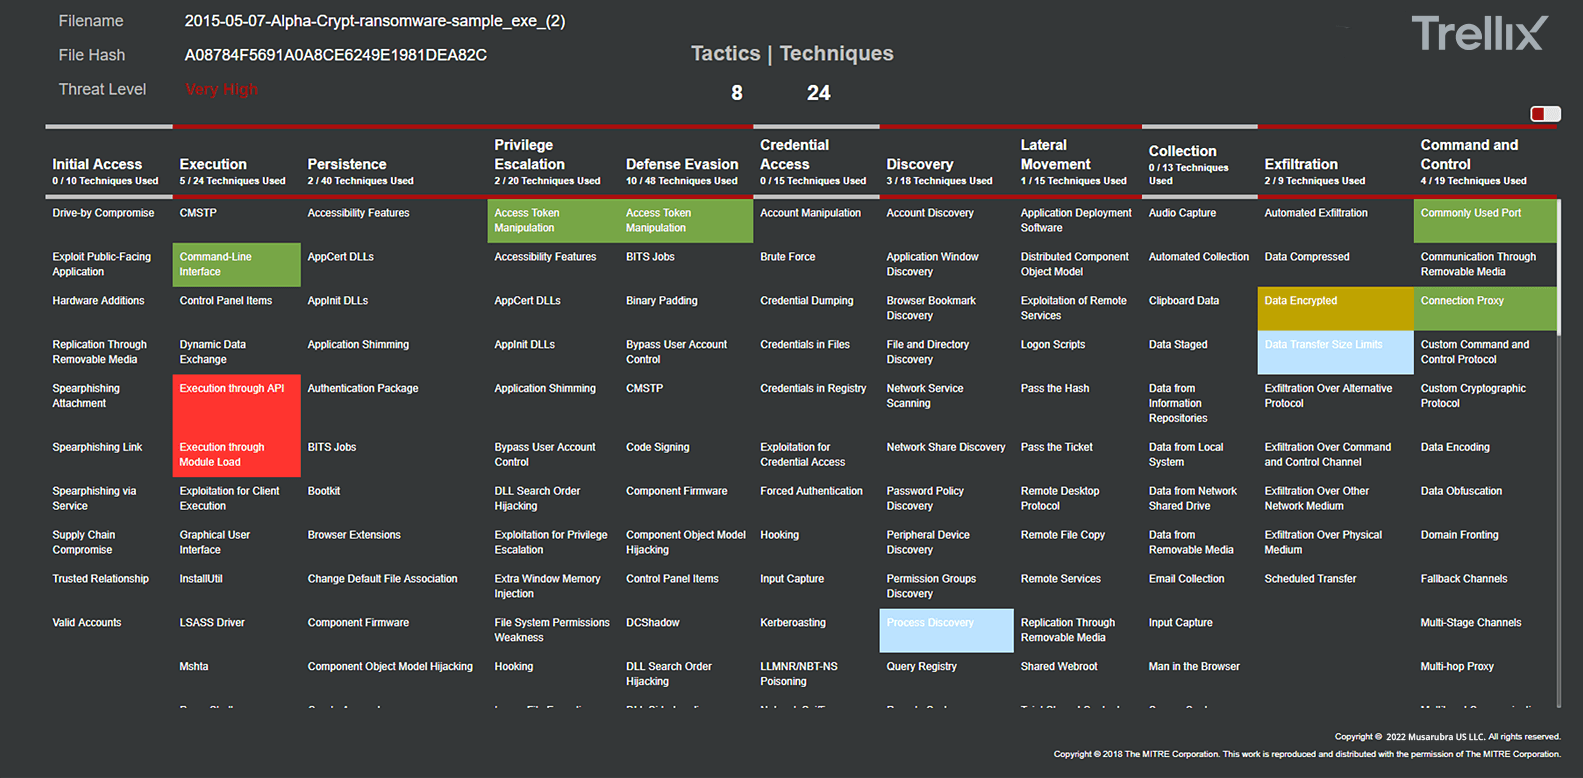 Filename 2015-05-07-Alpha-Crypt-ransomware-sample_exe_(2)
Trellix
File Hash A08784F5691A0A8CE6249E1981DEA82C
Tactics | Techniques
Threat Level Very High
8 24
Initial Access
0 / 10 Techniques Used
Execution
5 / 24 Techniques Used
Persistence
2 / 40 Techniques Used
Privilege
Escalation
2 / 20 Techniques Used
Defense Evasion
10 / 48 Techniques Used
Credential
Access
0 / 15 Techniques Used
Discovery
3 / 18 Techniques Used
Lateral
Movement
1 / 15 Techniques Used
Collection
0 / 13 Techniques
Used
Exfiltration
2 / 9 Techniques Used
Command and
Control
4 / 19 Techniques Used
Drive-by Compromise
Exploit Public-Facing
Application
Hardware Additions
Replication Through
Removable Media
Spearphishing
Attachment
Spearphishing Link
Spearphishing via
Service
Supply Chain
Compromise
Trusted Relationship
Valid Accounts
CMSTP
Command-Line
Interface
Control Panel Items
Dynamic Data
Exchange
Execution through API
Execution through
Module Load
Exploitation for Client
Execution
Graphical User
Interface
InstallUtil
LSASS Driver
Mshta
Accessibility Features
AppCert DLLs
AppInit DLLs
Application Shimming
Authentication Package
BITS Jobs
Bootkit
Browser Extensions
Change Default File Association
Component Firmware
Component Object Model Hijacking
Access Token
Manipulation
Accessibility Features
AppCert DLLs
AppInit DLLs
Application Shimming
Bypass User Account
Control
DLL Search Order
Hijacking
Exploitation for Privilege
Escalation
Extra Window Memory
Injection
File System Permissions
Weakness
Hooking
Access Token
Manipulation
BITS Jobs
Binary Padding
Bypass User Account
Control
CMSTP
Code Signing
Component Firmware
Component Object Model
Hijacking
Control Panel Items
DCShadow
DLL Search Order
Hijacking
Account Manipulation
Brute Force
Credential Dumping
Credentials in Files
Credentials in Registry
Exploitation for
Credential Access
Forced Authentication
Hooking
Input Capture
Kerberoasting
LLMNR/NBT-NS
Poisoning
Account Discovery
Application Window
Discovery
Browser Bookmark
Discovery
File and Directory
Discovery
Network Service
Scanning
Network Share Discovery
Password Policy
Discovery
Peripheral Device
Discovery
Permission Groups
Discovery
Process Discovery
Query Registry
Application Deployment
Software
Distributed Component
Object Model
Exploitation of Remote
Services
Logon Scripts
Pass the Hash
Pass the Ticket
Remote Desktop
Protocol
Remote File Copy
Remote Services
Replication Through
Removable Media
Shared Webroot
Audio Capture
Automated Collection
Clipboard Data
Data Staged
Data from
Information
Repositories
Data from Local
System
Data from Network
Shared Drive
Data from
Removable Media
Email Collection
Input Capture
Man in the Browser
Automated Exfiltration
Data Compressed
Data Encrypted
Data Transfer Size Limits
Exfiltration Over Alternative
Protocol
Exfiltration Over Command
and Control Channel
Exfiltration Over Other
Network Medium
Exfiltration Over Physical
Medium
Scheduled Transfer
Commonly Used Port
Communication Through
Removable Media
Connection Proxy
Custom Command and
Control Protocol
Custom Cryptographic
Protocol
Data Encoding
Data Obfuscation
Domain Fronting
Fallback Channels
Multi-Stage Channels
Multi-hop Proxy
Copyright © 2022 Musarubra US LLC. All rights reserved.
Copyright © 2018 The MITRE Corporation. This work is reproduced and distributed with the permission of The MITRE Corporation.